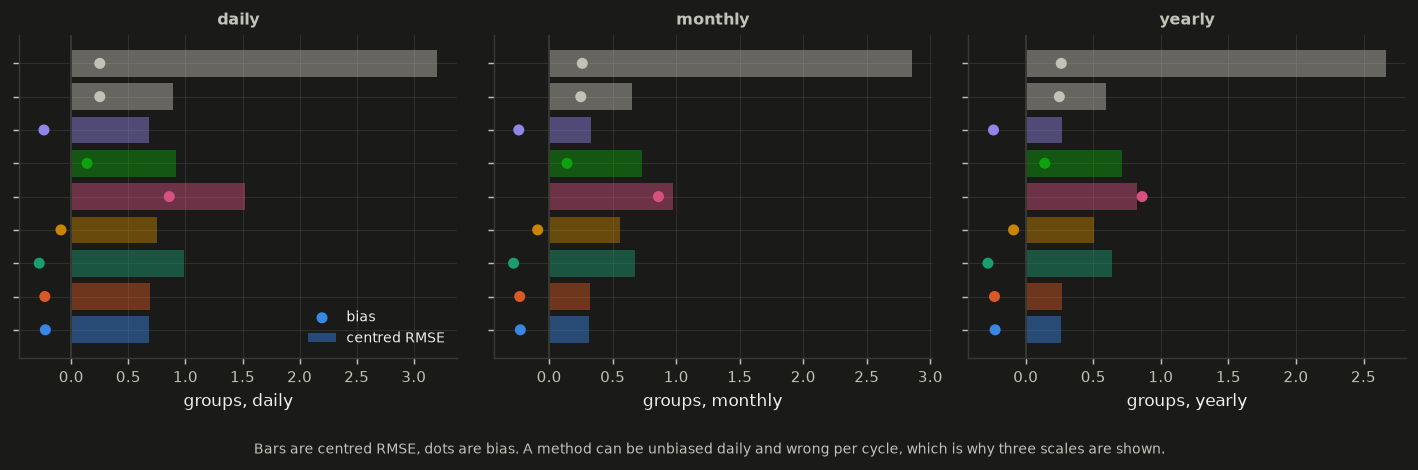 daily
monthly
yearly
bias
centred RMSE
0.0 0.5 1.0 1.5 2.0 2.5 3.0
0.0 0.5 1.0 1.5 2.0 2.5 3.0
0.0 0.5 1.0 1.5 2.0 2.5
groups, daily
groups, monthly
groups, yearly
Bars are centred RMSE, dots are bias. A method can be unbiased daily and wrong per cycle, which is why three scales are shown.